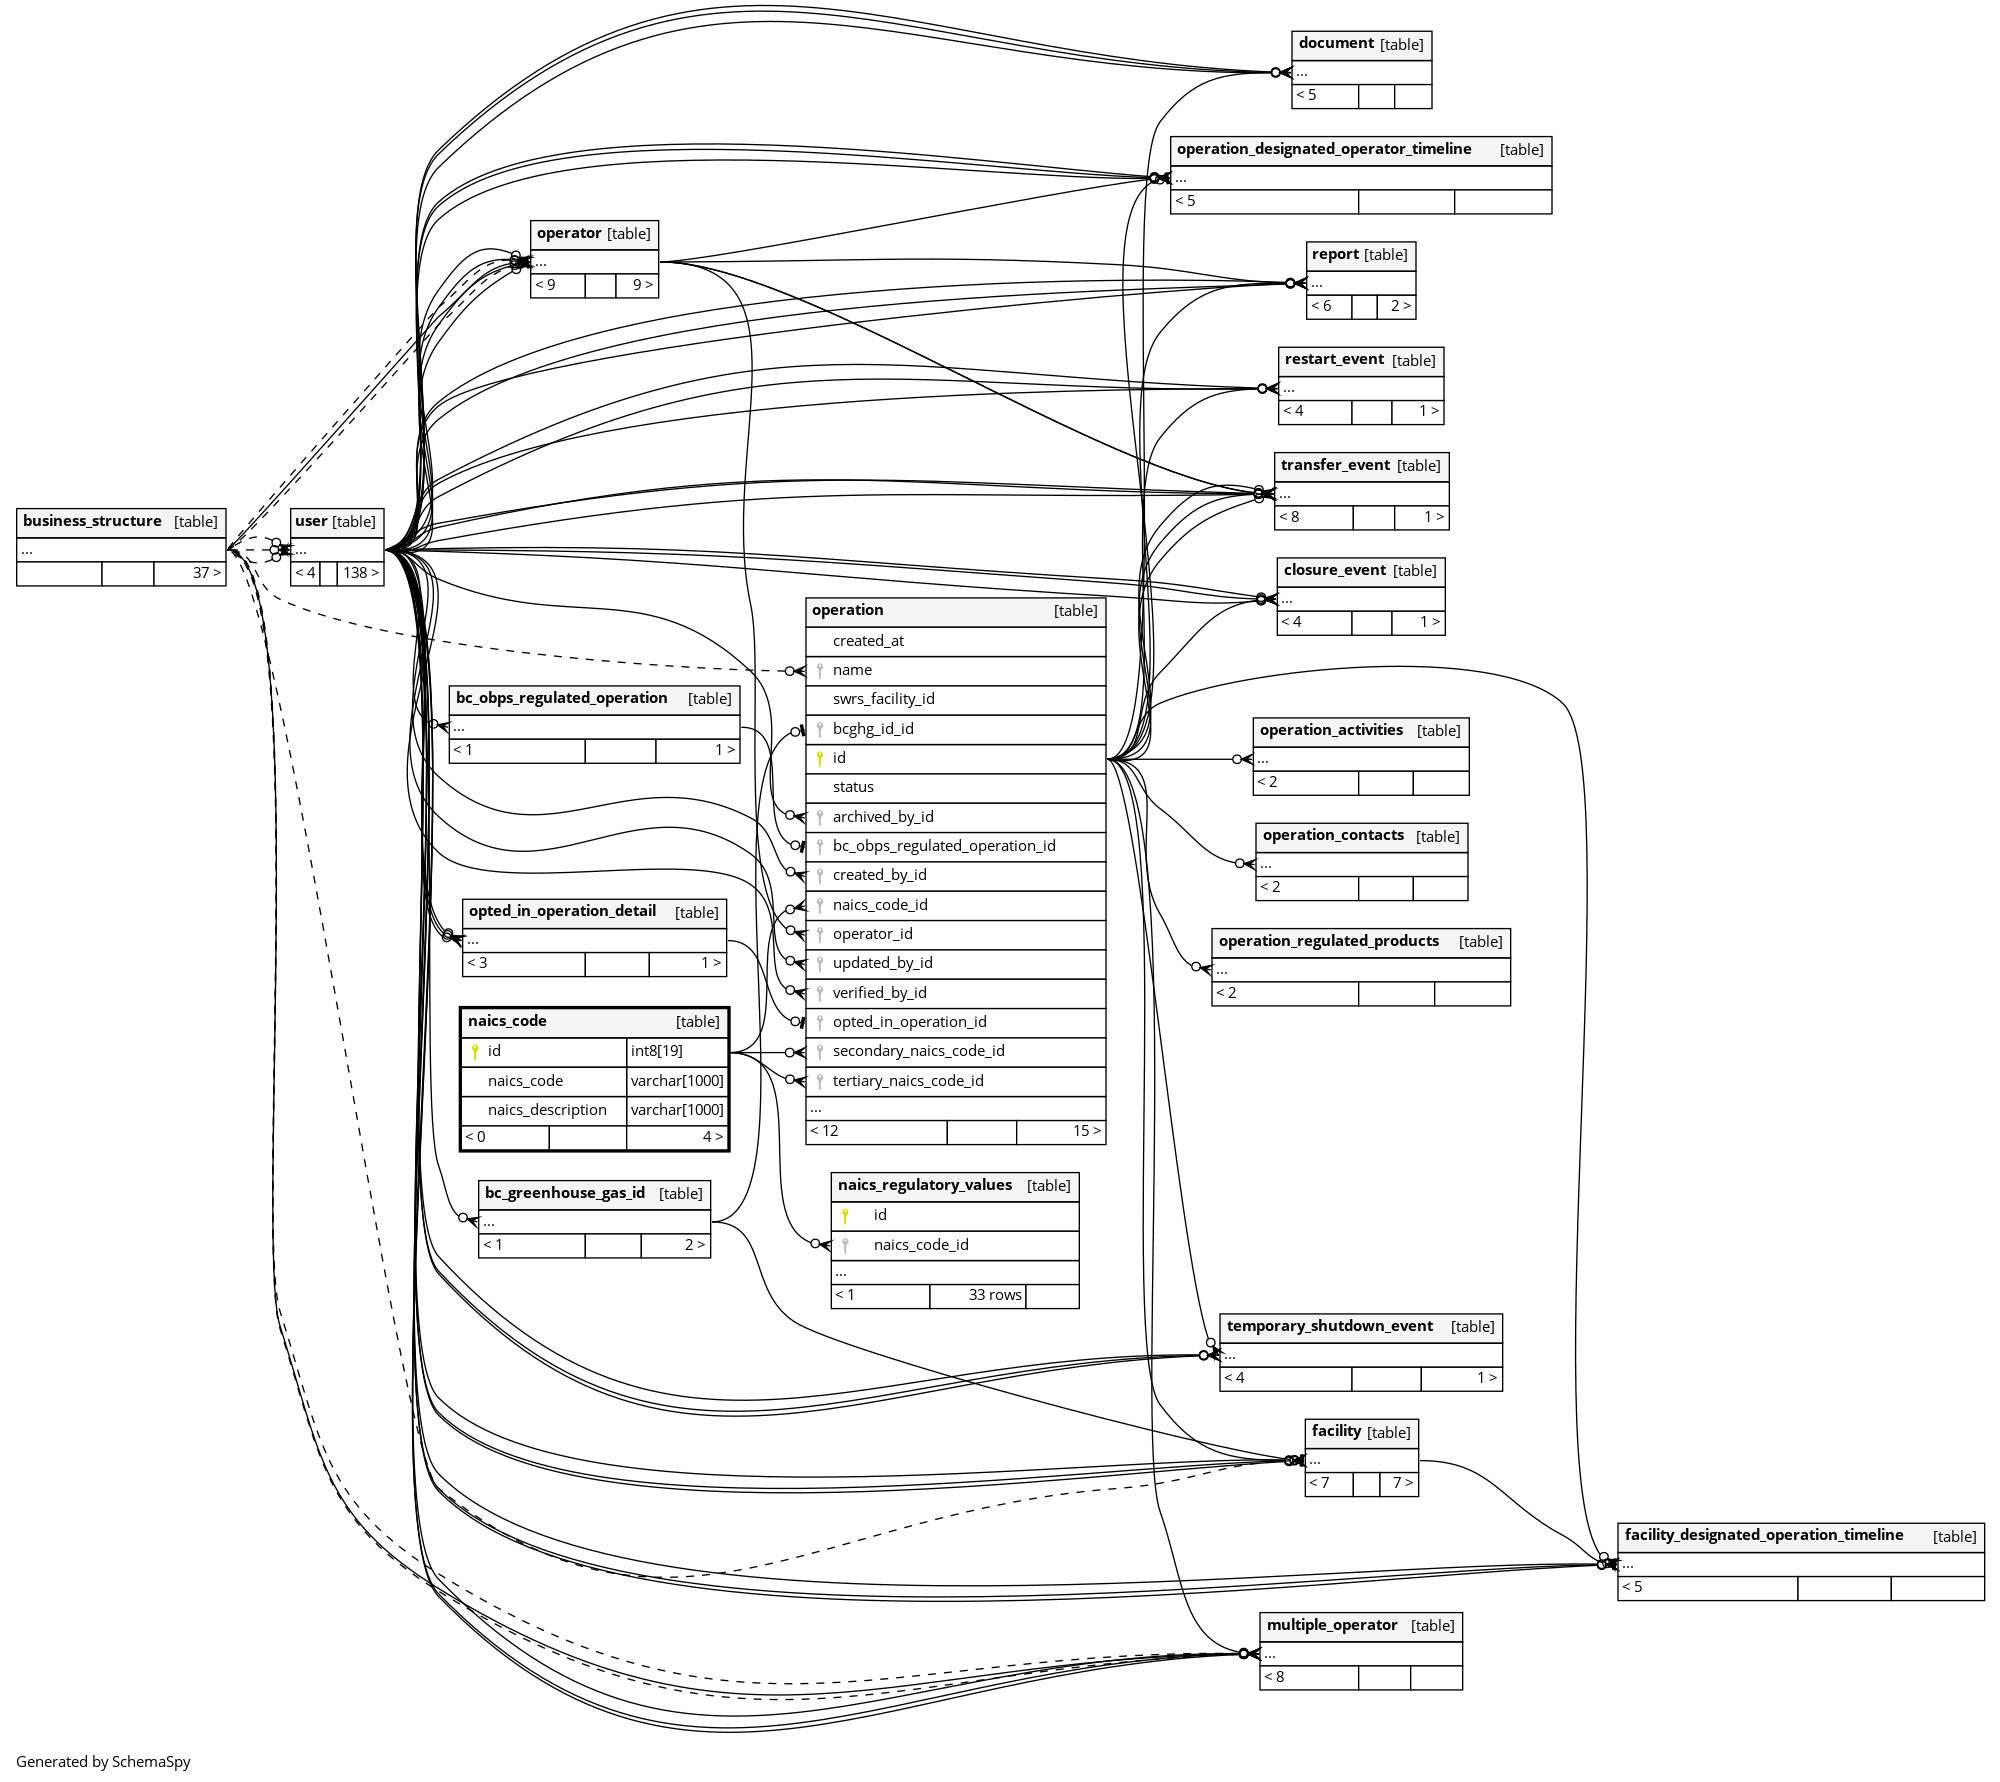 document [table]
...
< 5
operation_designated_operator_timeline [table]
...
< 5
operator [table]
...
< 9 9 >
report [table]
...
< 6 2 >
restart_event [table]
...
< 4 1 >
transfer_event [table]
...
< 8 1 >
business_structure [table]
...
37 >
user [table]
...
< 4 138 >
closure_event [table]
...
< 4 1 >
operation [table]
created_at
name
swrs_facility_id
bcghg_id_id
id
status
archived_by_id
bc_obps_regulated_operation_id
created_by_id
naics_code_id
operator_id
updated_by_id
verified_by_id
opted_in_operation_id
secondary_naics_code_id
tertiary_naics_code_id
...
< 12 15 >
bc_obps_regulated_operation [table]
...
< 1 1 >
operation_activities [table]
...
< 2
operation_contacts [table]
...
< 2
opted_in_operation_detail [table]
...
< 3 1 >
operation_regulated_products [table]
...
< 2
naics_code [table]
id int8[19]
naics_code varchar[1000]
naics_description varchar[1000]
< 0 4 >
bc_greenhouse_gas_id [table]
...
< 1 2 >
naics_regulatory_values [table]
id
naics_code_id
...
< 1 33 rows
temporary_shutdown_event [table]
...
< 4 1 >
facility [table]
...
< 7 7 >
facility_designated_operation_timeline [table]
...
< 5
multiple_operator [table]
...
< 8
Generated by SchemaSpy